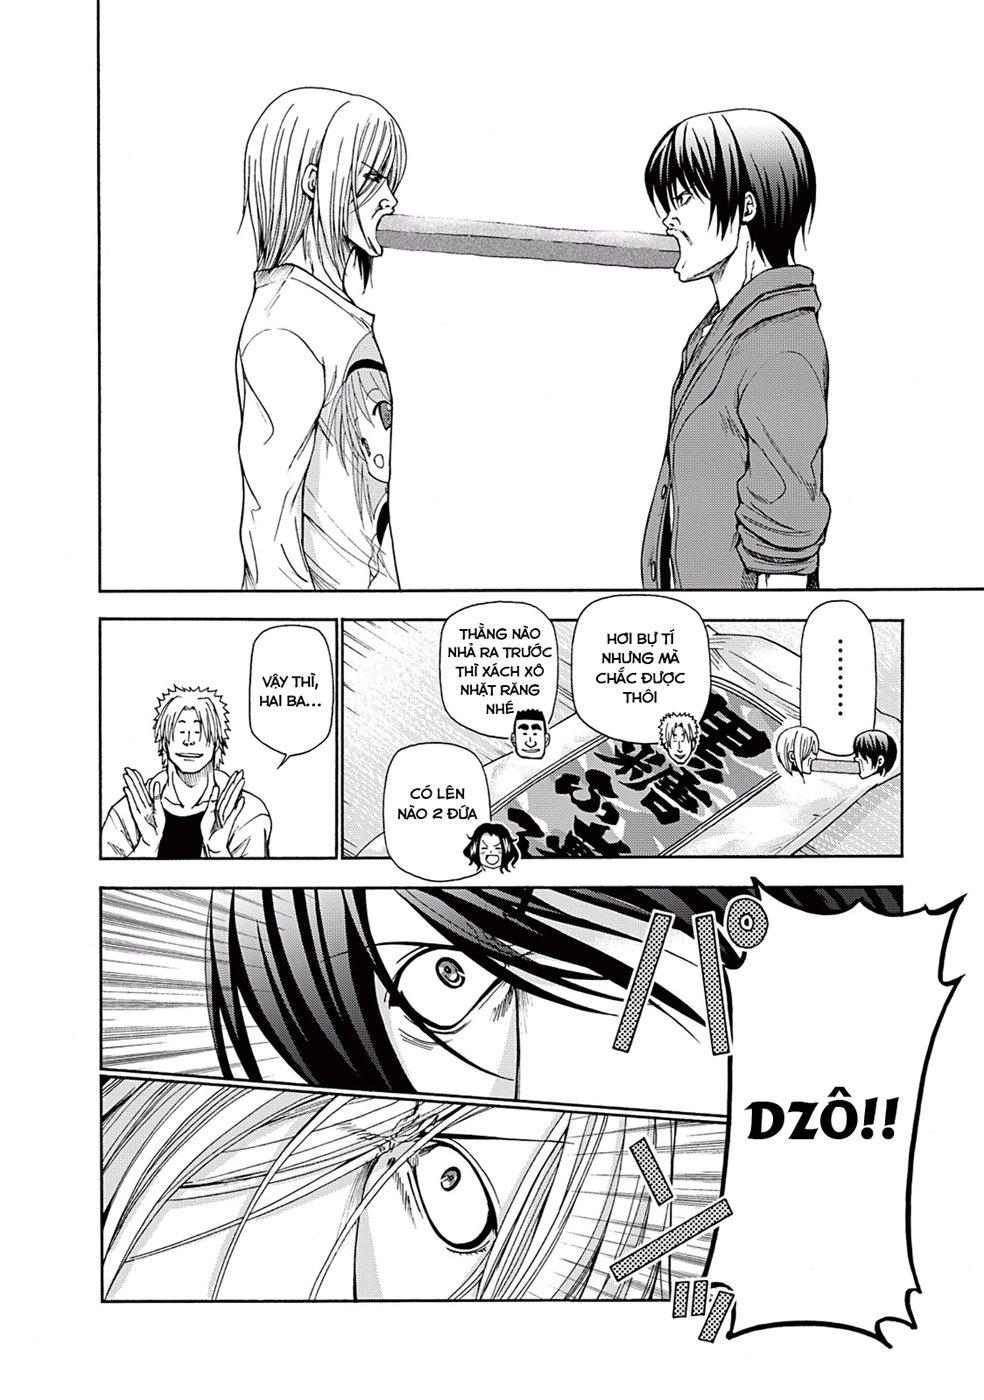 .........
HƠI BỰ TÍ
NHƯNG MÀ
CHẮC ĐƯỢC
THÔI
THẰNG NÀO
NHẢ RA TRƯỚC
THÌ XÁCH XÔ
NHẶT RĂNG
NHÉ
CÓ LÊN
NÀO 2 ĐỨA
VẬY THÌ,
HAI BA...
DZÔ!!